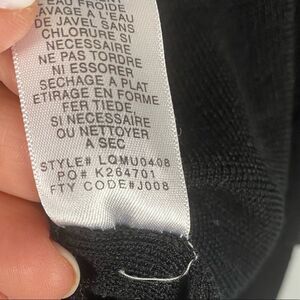 L'EAU FROIDE
LAVAGE A L'EAU
DE JAVEL SANS
CHLORURE SI
NECESSAIRE
NE PAS TORDRE
NI ESSORER
SECHAGE A PLAT
ETIRAGE EN FORME
FER TIEDE
SI NECESSAIRE
OU NETTOYER
A SEC
STYLE# LQMU0408
PO# K264701
FTY CODE#J008